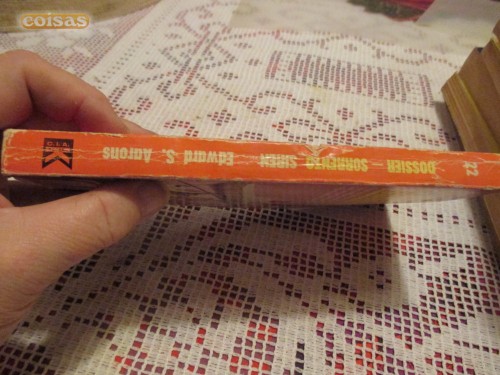 coisas
22 DOSSIER - SORRENTO SIREN Edward S. Aarons K C.I.A.